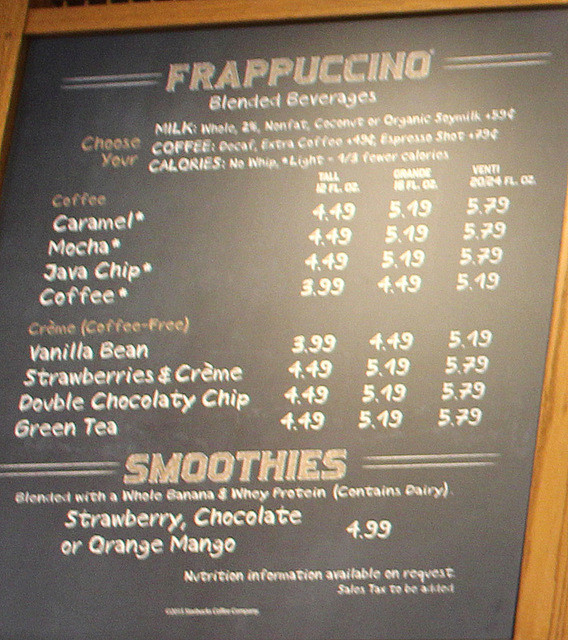 FRAPPUCCINO®
Blended Beverages
Choose Your
MILK: Whole, 2%, Nonfat, Coconut or Organic Soymilk +59¢
COFFEE: Decaf, Extra Coffee +49¢, Espresso Shot +79¢
CALORIES: No Whip, *Light - 1/3 fewer calories
TALL 12 FL. OZ. GRANDE 16 FL. OZ. VENTI 20/24 FL. OZ.
Coffee
Caramel* 4.49 5.19 5.79
Mocha* 4.49 5.19 5.79
Java Chip* 4.49 5.19 5.79
Coffee* 3.99 4.49 5.19
Crème (Coffee-Free)
Vanilla Bean 3.99 4.49 5.19
Strawberries & Crème 4.49 5.19 5.79
Double Chocolaty Chip 4.49 5.19 5.79
Green Tea 4.49 5.19 5.79
SMOOTHIES
Blended with a Whole Banana & Whey Protein (Contains Dairy).
Strawberry, Chocolate
or Orange Mango 4.99
Nutrition information available on request.
Sales Tax to be added
Starbucks Coffee Company